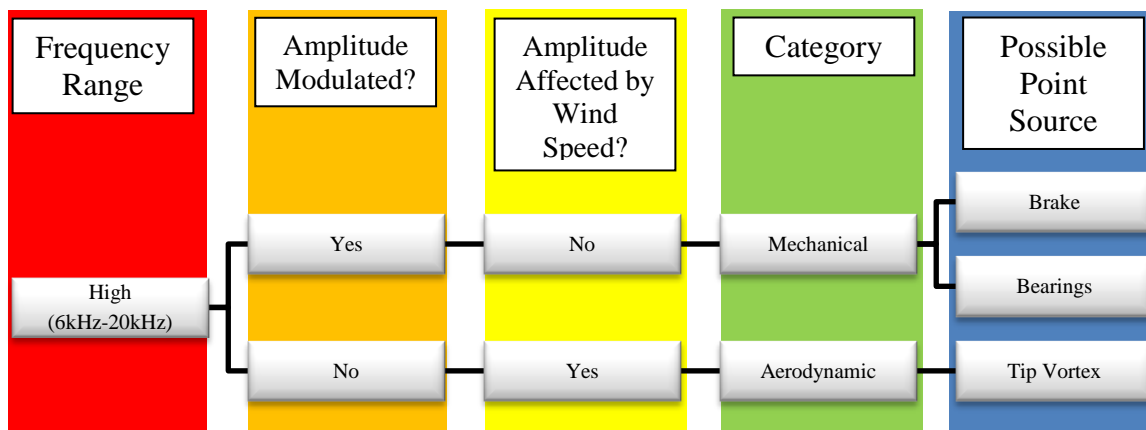 Frequency
Range
Amplitude
Modulated?
Amplitude
Affected by
Wind
Speed?
Category
Possible
Point
Source
High
(6kHz-20kHz)
Yes
No
Mechanical
Brake
Bearings
No
Yes
Aerodynamic
Tip Vortex